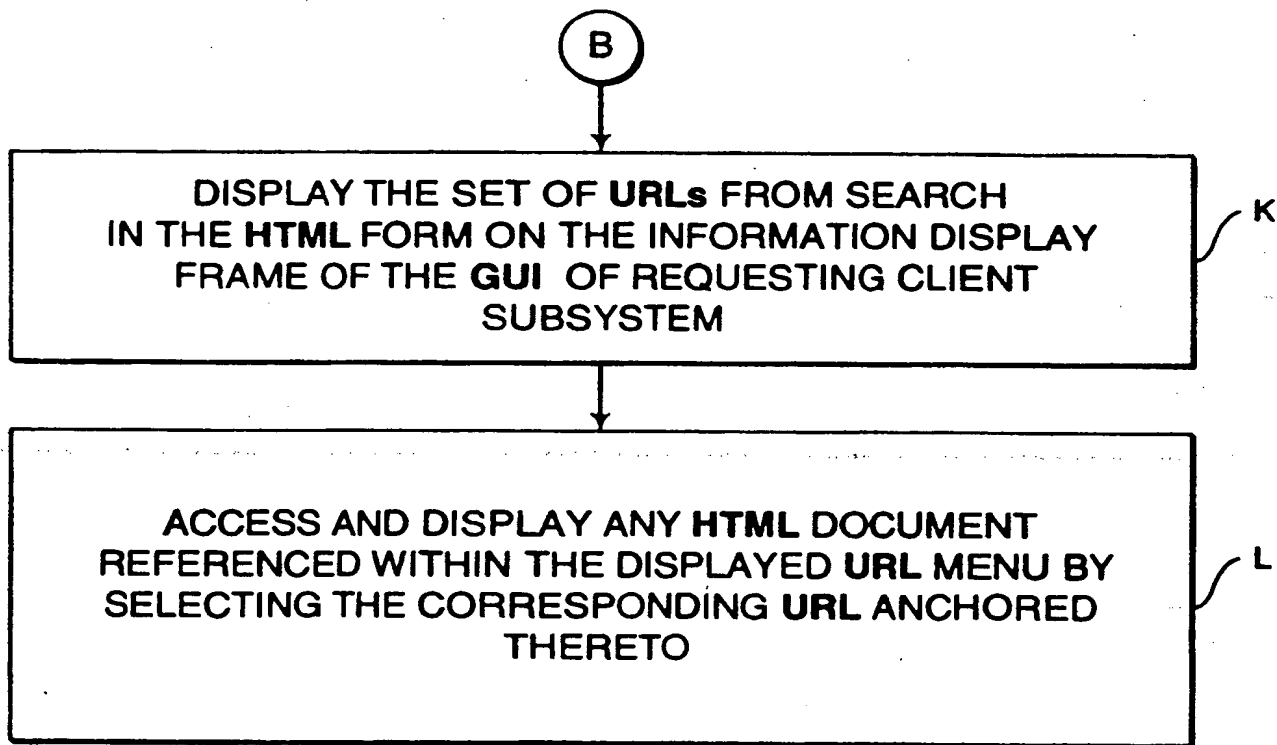 B
DISPLAY THE SET OF URLs FROM SEARCH
IN THE HTML FORM ON THE INFORMATION DISPLAY
FRAME OF THE GUI OF REQUESTING CLIENT
SUBSYSTEM
K
ACCESS AND DISPLAY ANY HTML DOCUMENT
REFERENCED WITHIN THE DISPLAYED URL MENU BY
SELECTING THE CORRESPONDING URL ANCHORED
THERETO
L